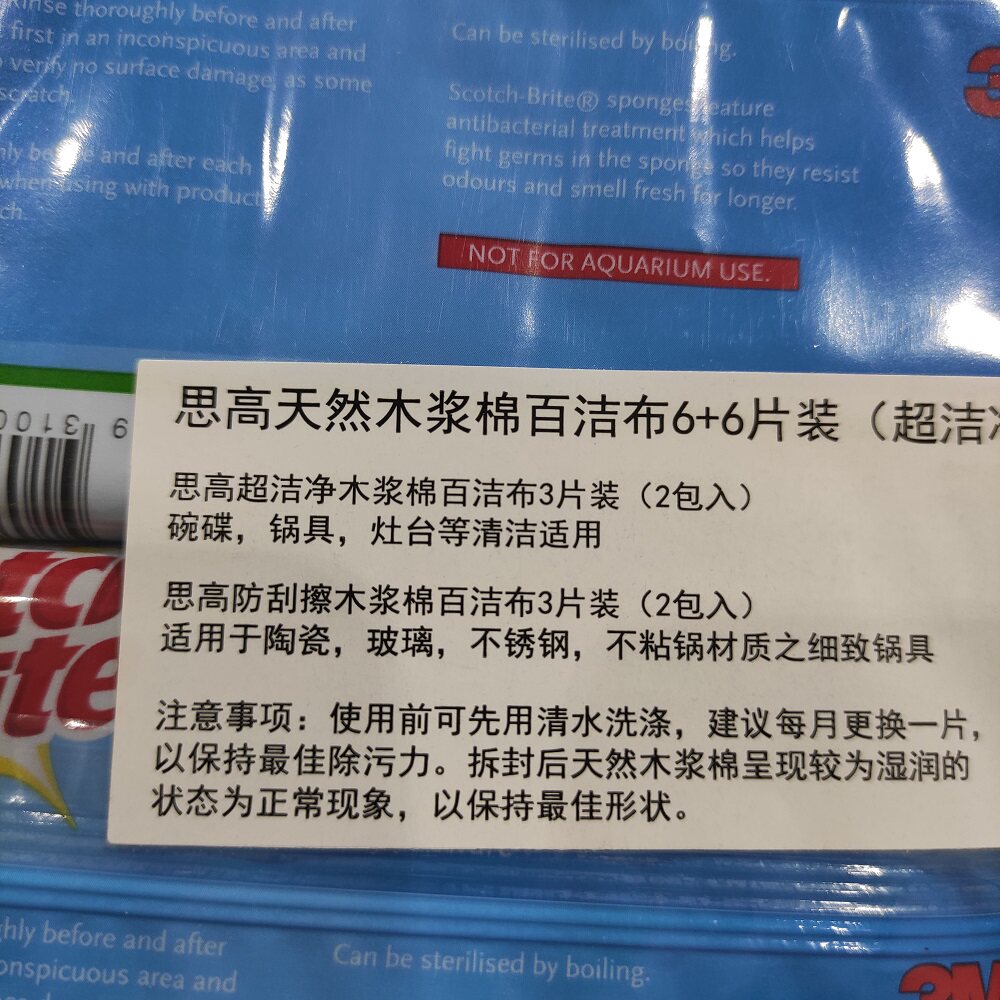 Rinse thoroughly before and after
first in an inconspicuous area and
verify no surface damage, as some
scratch.
before and after each
when using with product
Can be sterilised by boiling.
Scotch-Brite® sponges feature
antibacterial treatment which helps
fight germs in the sponge so they resist
odours and smell fresh for longer.
NOT FOR AQUARIUM USE.
思高天然木浆棉百洁布6+6片装（超洁净
思高超洁净木浆棉百洁布3片装（2包入）
碗碟，锅具，灶台等清洁适用
思高防刮擦木浆棉百洁布3片装（2包入）
适用于陶瓷，玻璃，不锈钢，不粘锅材质之细致锅具
注意事项：使用前可先用清水洗涤，建议每月更换一片，
以保持最佳除污力。拆封后天然木浆棉呈现较为湿润的
状态为正常现象，以保持最佳形状。
9 310
hly before and after
onspicuous area and
Can be sterilised by boiling.
3M